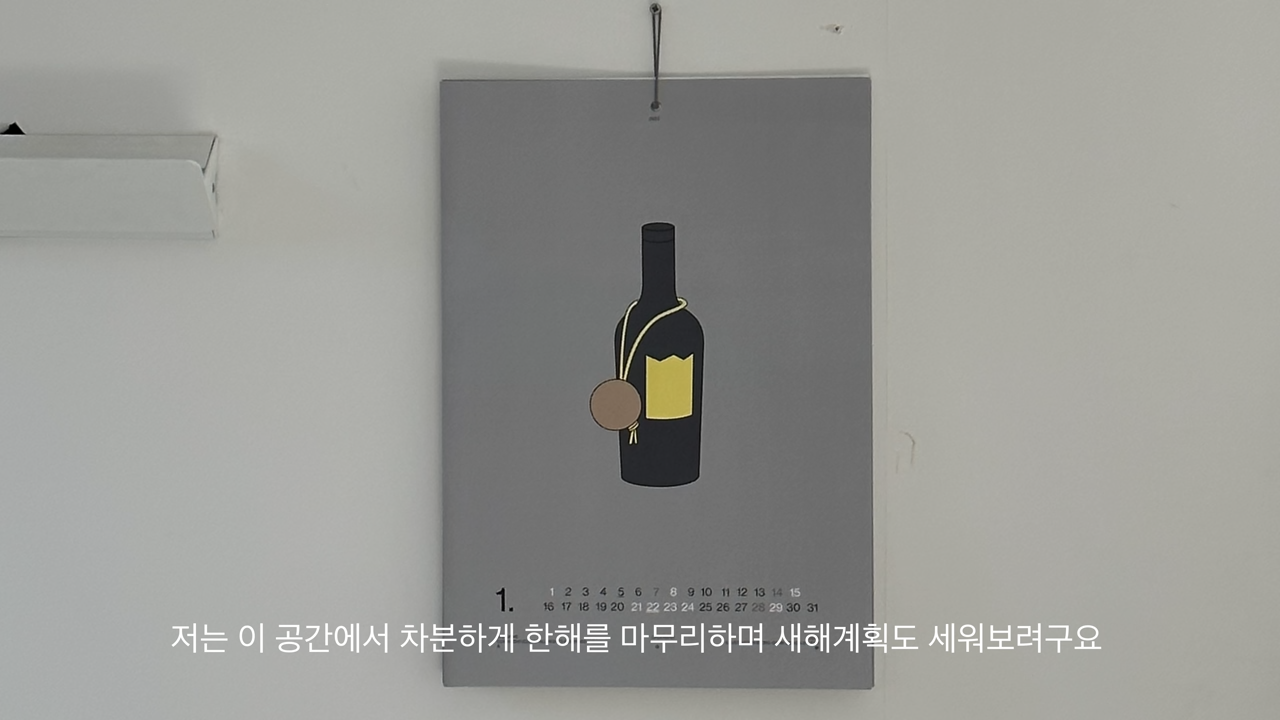 1.
1 2 3 4 5 6 7 8 9 10 11 12 13 14 15
16 17 18 19 20 21 22 23 24 25 26 27 28 29 30 31
저는 이 공간에서 차분하게 한해를 마무리하며 새해계획도 세워보려구요